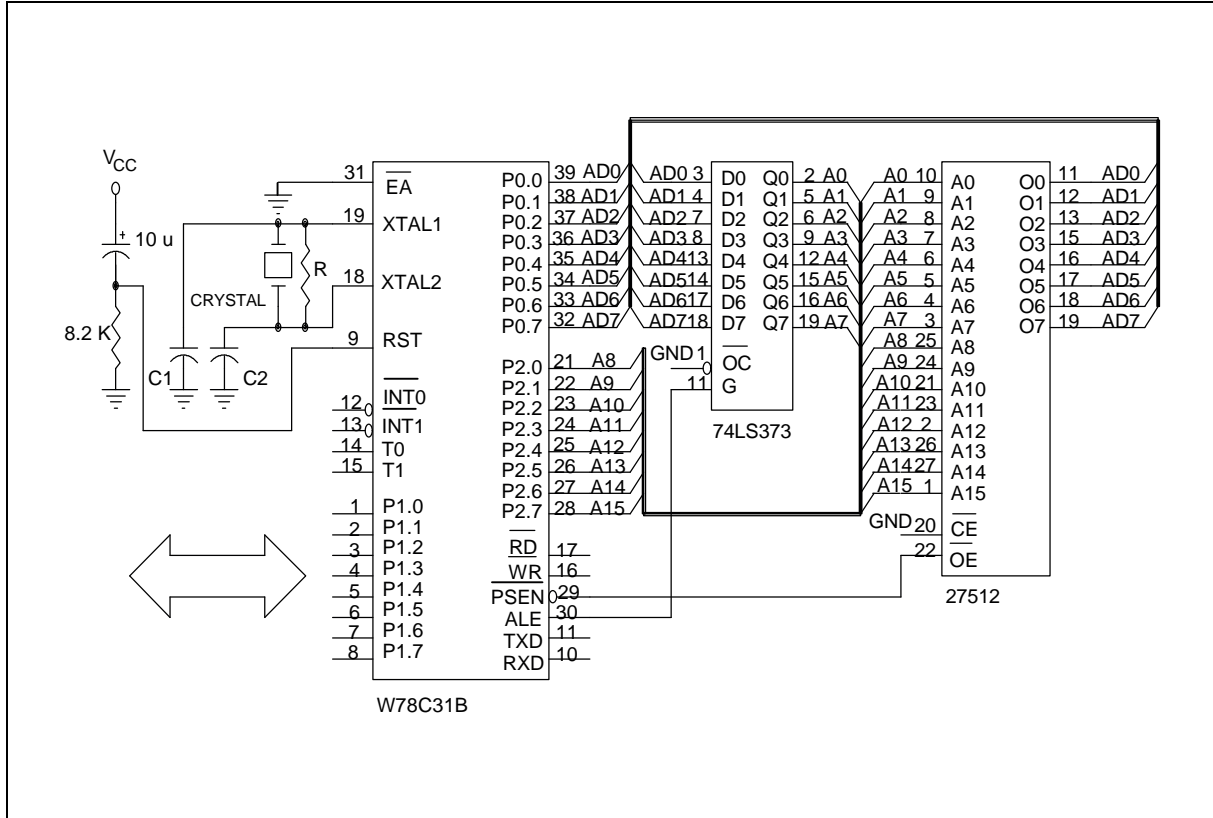 VCC
10 u
8.2 K
C1
C2
CRYSTAL
R
31 EA
19 XTAL1
18 XTAL2
9 RST
12 INT0
13 INT1
14 T0
15 T1
1 P1.0
2 P1.1
3 P1.2
4 P1.3
5 P1.4
6 P1.5
7 P1.6
8 P1.7
P0.0 39 AD0
P0.1 38 AD1
P0.2 37 AD2
P0.3 36 AD3
P0.4 35 AD4
P0.5 34 AD5
P0.6 33 AD6
P0.7 32 AD7
P2.0 21 A8
P2.1 22 A9
P2.2 23 A10
P2.3 24 A11
P2.4 25 A12
P2.5 26 A13
P2.6 27 A14
P2.7 28 A15
RD 17
WR 16
PSEN 29
ALE 30
TXD 11
RXD 10
W78C31B
AD0 3 D0 Q0 2 A0
AD1 4 D1 Q1 5 A1
AD2 7 D2 Q2 6 A2
AD3 8 D3 Q3 9 A3
AD4 13 D4 Q4 12 A4
AD5 14 D5 Q5 15 A5
AD6 17 D6 Q6 16 A6
AD7 18 D7 Q7 19 A7
GND 1 OC
11 G
74LS373
A0 10 A0 O0 11 AD0
A1 9 A1 O1 12 AD1
A2 8 A2 O2 13 AD2
A3 7 A3 O3 15 AD3
A4 6 A4 O4 16 AD4
A5 5 A5 O5 17 AD5
A6 4 A6 O6 18 AD6
A7 3 A7 O7 19 AD7
A8 25 A8
A9 24 A9
A10 21 A10
A11 23 A11
A12 2 A12
A13 26 A13
A14 27 A14
A15 1 A15
GND 20 CE
22 OE
27512